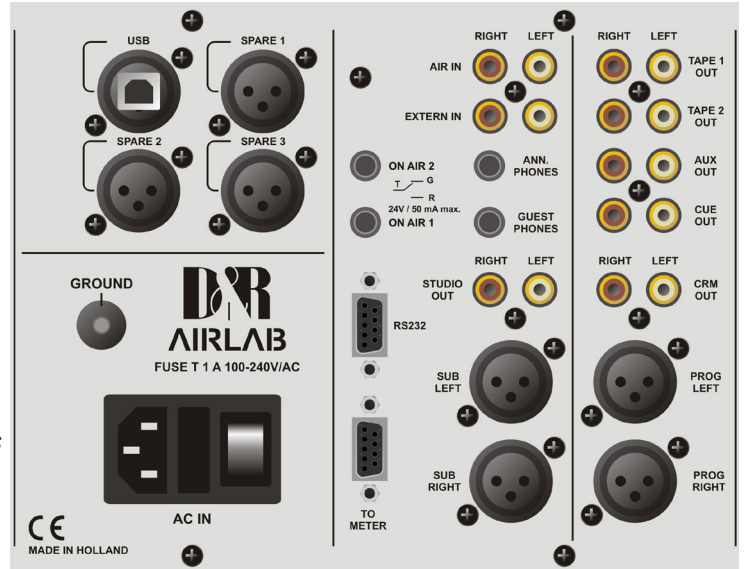 USB
SPARE 1
SPARE 2
SPARE 3
GROUND
D&R
AIRLAB
FUSE T 1 A 100-240V/AC
AC IN
CE
MADE IN HOLLAND
RIGHT LEFT
AIR IN
EXTERN IN
ON AIR 2
T G
R
24V / 50 mA max.
ON AIR 1
ANN.
PHONES
GUEST
PHONES
RIGHT LEFT
STUDIO
OUT
RS232
SUB
LEFT
SUB
RIGHT
TO
METER
RIGHT LEFT
TAPE 1
OUT
TAPE 2
OUT
AUX
OUT
CUE
OUT
RIGHT LEFT
CRM
OUT
PROG
LEFT
PROG
RIGHT